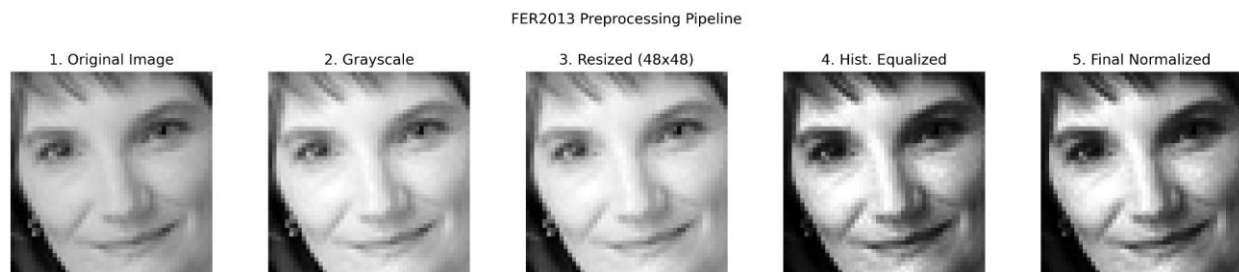 FER2013 Preprocessing Pipeline
1. Original Image
2. Grayscale
3. Resized (48x48)
4. Hist. Equalized
5. Final Normalized